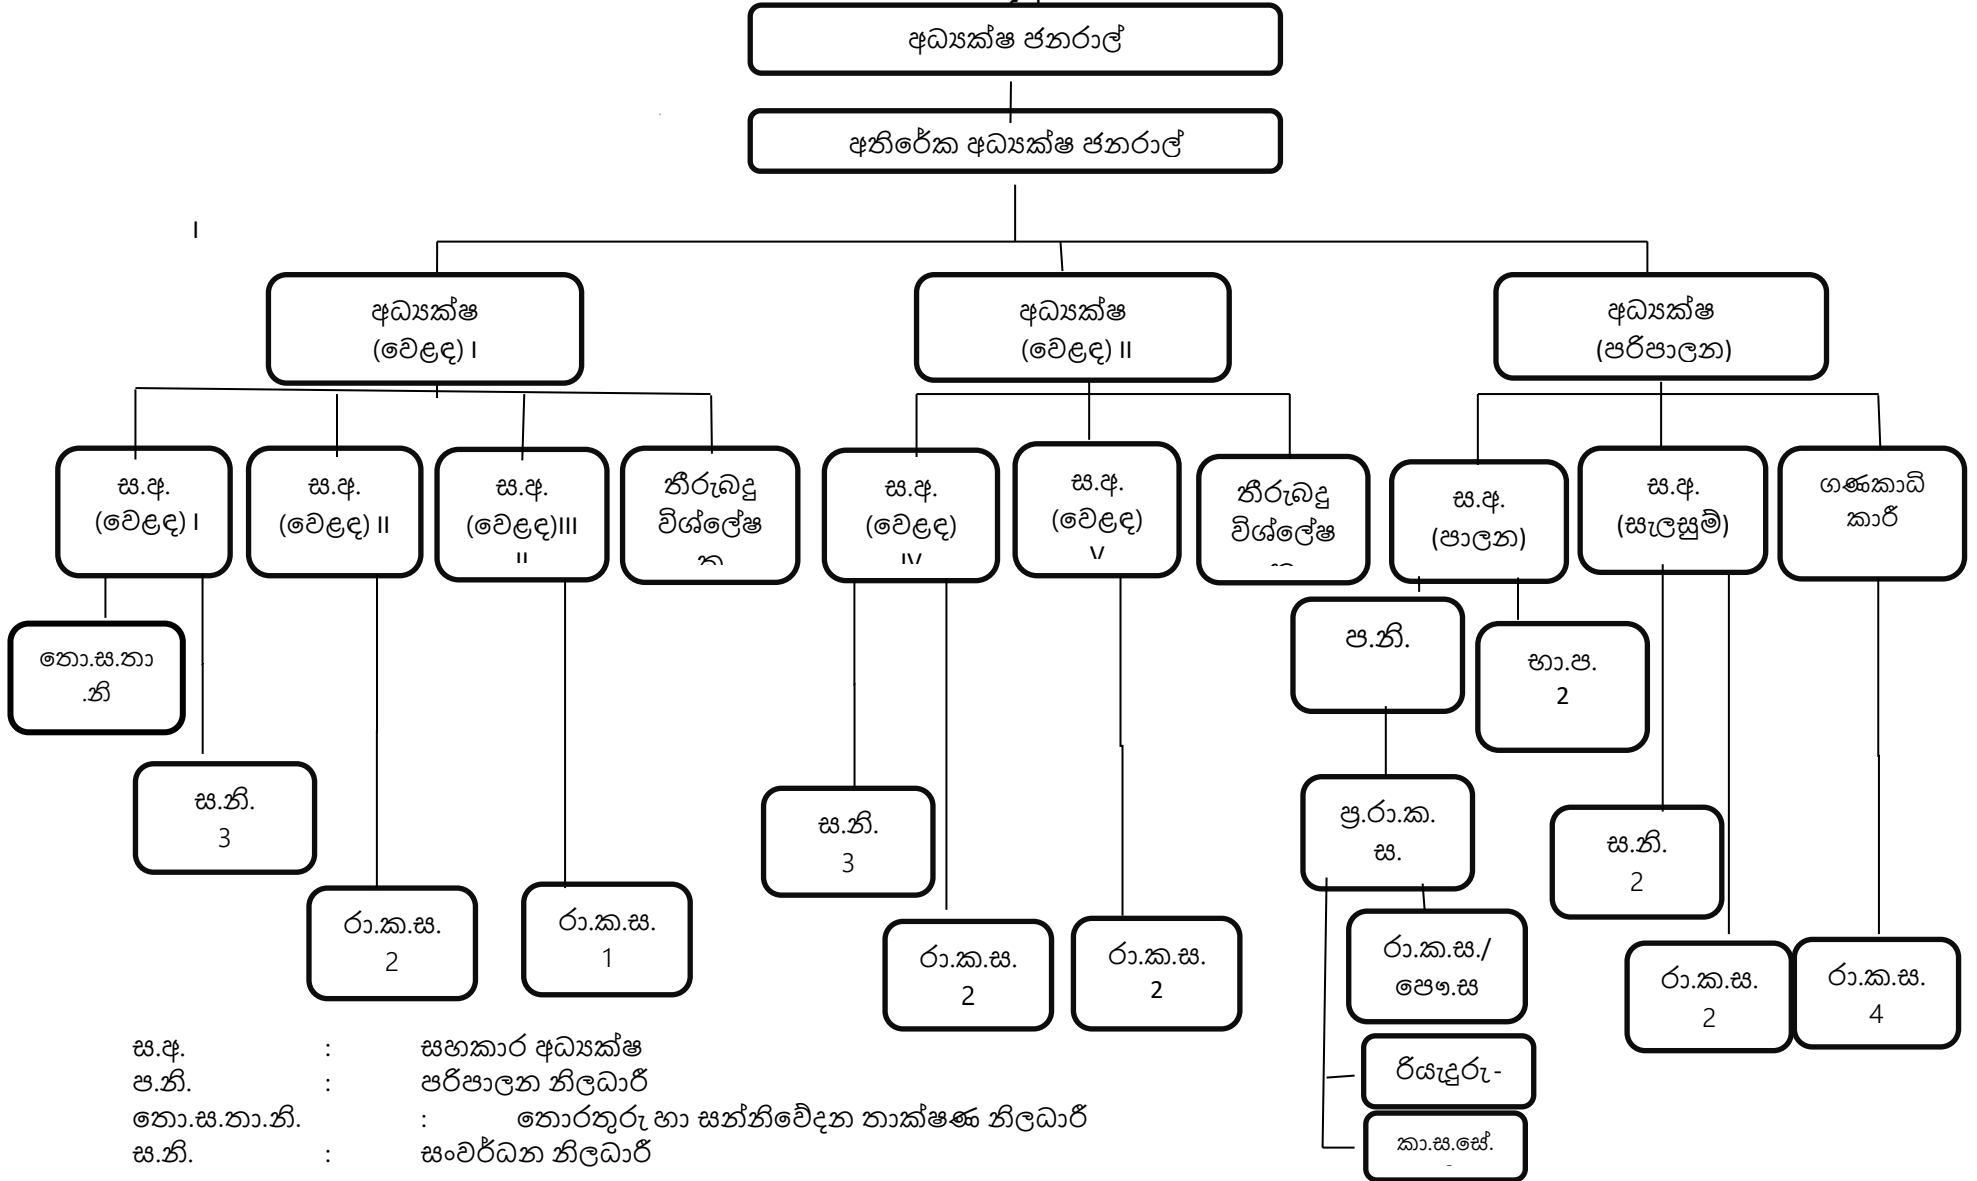 අධ්‍යක්ෂ ජනරාල්
අතිරේක අධ්‍යක්ෂ ජනරාල්
I
අධ්‍යක්ෂ
(වෙළඳ) I
අධ්‍යක්ෂ
(වෙළඳ) II
අධ්‍යක්ෂ
(පරිපාලන)
ස.අ.
(වෙළඳ) I
ස.අ.
(වෙළඳ) II
ස.අ.
(වෙළඳ)III
II
තීරුබදු
විශ්ලේෂ
ක
ස.අ.
(වෙළඳ)
IV
ස.අ.
(වෙළඳ)
V
තීරුබදු
විශ්ලේෂ
ස.අ.
(පාලන)
ස.අ.
(සැලසුම්)
ගණකාධි
කාරී
තො.ස.තා
.නි
ප.නි.
භා.ප.
2
ස.නි.
3
ස.නි.
3
ප්‍ර.රා.ක.
ස.
ස.නි.
2
රා.ක.ස.
2
රා.ක.ස.
1
රා.ක.ස.
2
රා.ක.ස.
2
රා.ක.ස./
පෞ.ස
රා.ක.ස.
2
රා.ක.ස.
4
රියැදුරු -
කා.ස.සේ.
ස.අ. : සහකාර අධ්‍යක්ෂ
ප.නි. : පරිපාලන නිලධාරී
තො.ස.තා.නි. : තොරතුරු හා සන්නිවේදන තාක්ෂණ නිලධාරී
ස.නි. : සංවර්ධන නිලධාරී